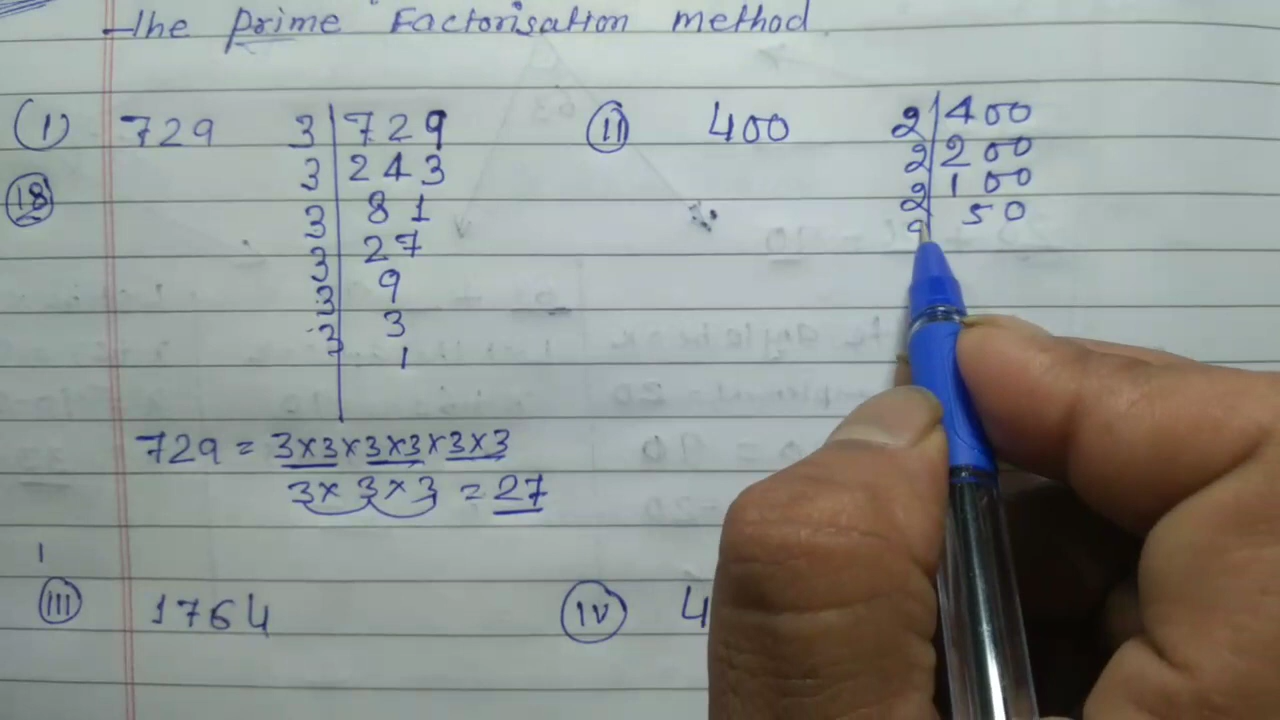 The prime Factorisation method
(I) 729
18
3 729
3 243
3 81
3 27
3 9
3 3
1
729 = 3×3×3×3×3×3
3×3×3 = 27
(II) 400
2 400
2 200
2 100
2 50
1
(III) 1764
(IV) 4